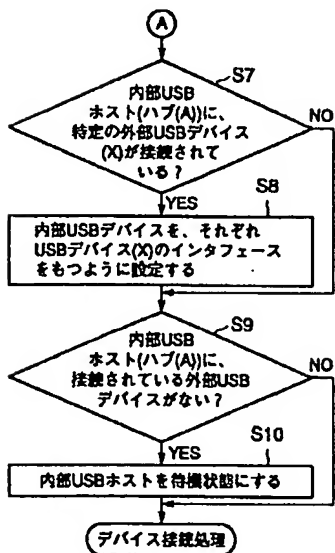 A
S7
内部USB
ホスト(ハブ(A))に、
特定の外部USBデバイス
(X)が接続されて
いる?
NO
YES
S8
内部USBデバイスを、それぞれ
USBデバイス(X)のインタフェース
をもつように設定する
S9
内部USB
ホスト(ハブ(A))に、
接続されている外部USB
デバイスがない?
NO
YES
S10
内部USBホストを待機状態にする
デバイス接続処理